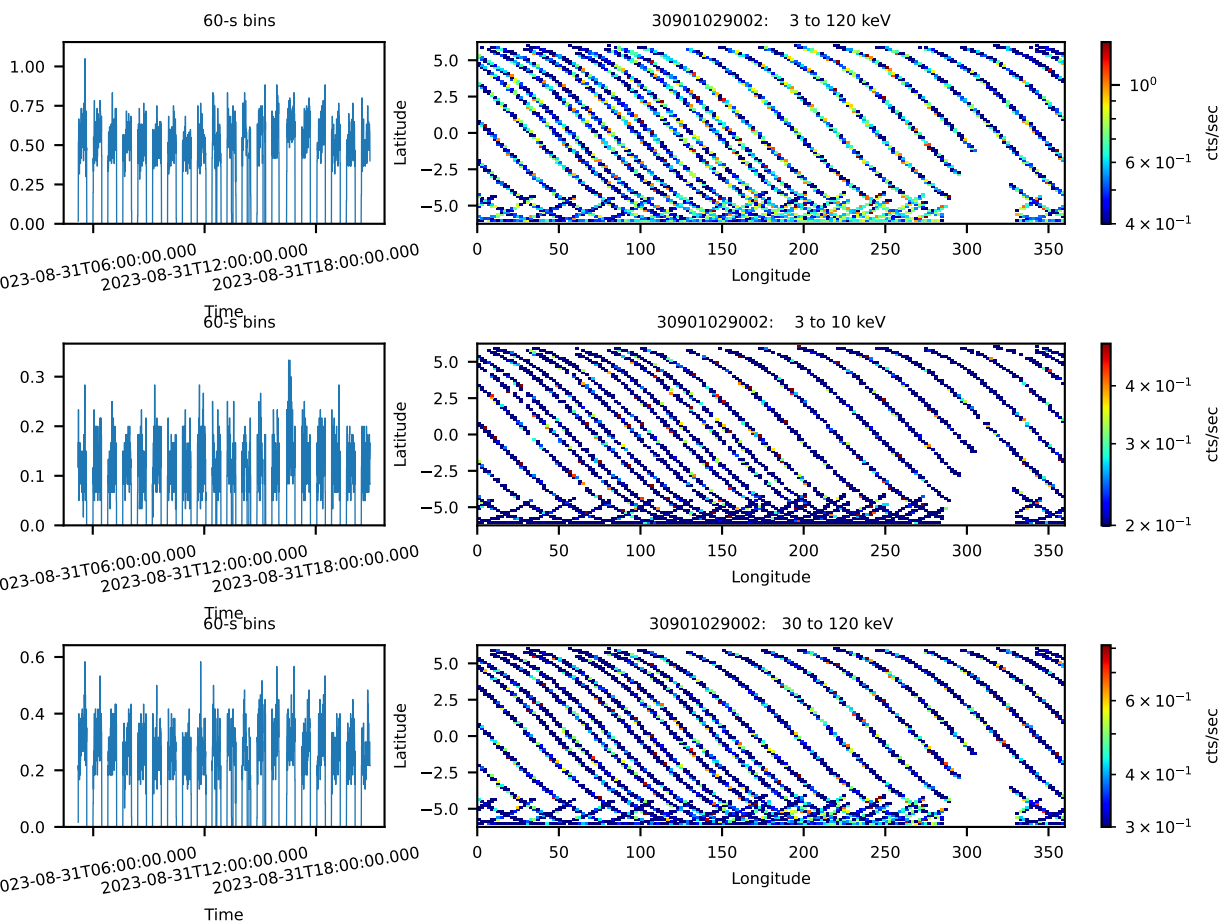 60-s bins
30901029002:    3 to 120 keV
1.00
0.75
0.50
0.25
0.00
023-08-31T06:00:00.000
2023-08-31T12:00:00.000
2023-08-31T18:00:00.000
Time
Latitude
5.0
2.5
0.0
−2.5
−5.0
0 50 100 150 200 250 300 350
Longitude
10⁰
6 × 10⁻¹
4 × 10⁻¹
cts/sec
60-s bins
30901029002:    3 to 10 keV
0.3
0.2
0.1
0.0
023-08-31T06:00:00.000
2023-08-31T12:00:00.000
2023-08-31T18:00:00.000
Time
Latitude
5.0
2.5
0.0
−2.5
−5.0
0 50 100 150 200 250 300 350
Longitude
4 × 10⁻¹
3 × 10⁻¹
2 × 10⁻¹
cts/sec
60-s bins
30901029002:   30 to 120 keV
0.6
0.4
0.2
0.0
023-08-31T06:00:00.000
2023-08-31T12:00:00.000
2023-08-31T18:00:00.000
Time
Latitude
5.0
2.5
0.0
−2.5
−5.0
0 50 100 150 200 250 300 350
Longitude
6 × 10⁻¹
4 × 10⁻¹
3 × 10⁻¹
cts/sec